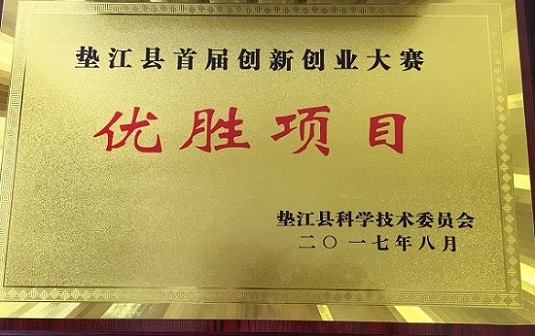 垫江县首届创新创业大赛
优胜项目
垫江县科学技术委员会
二〇一七年八月